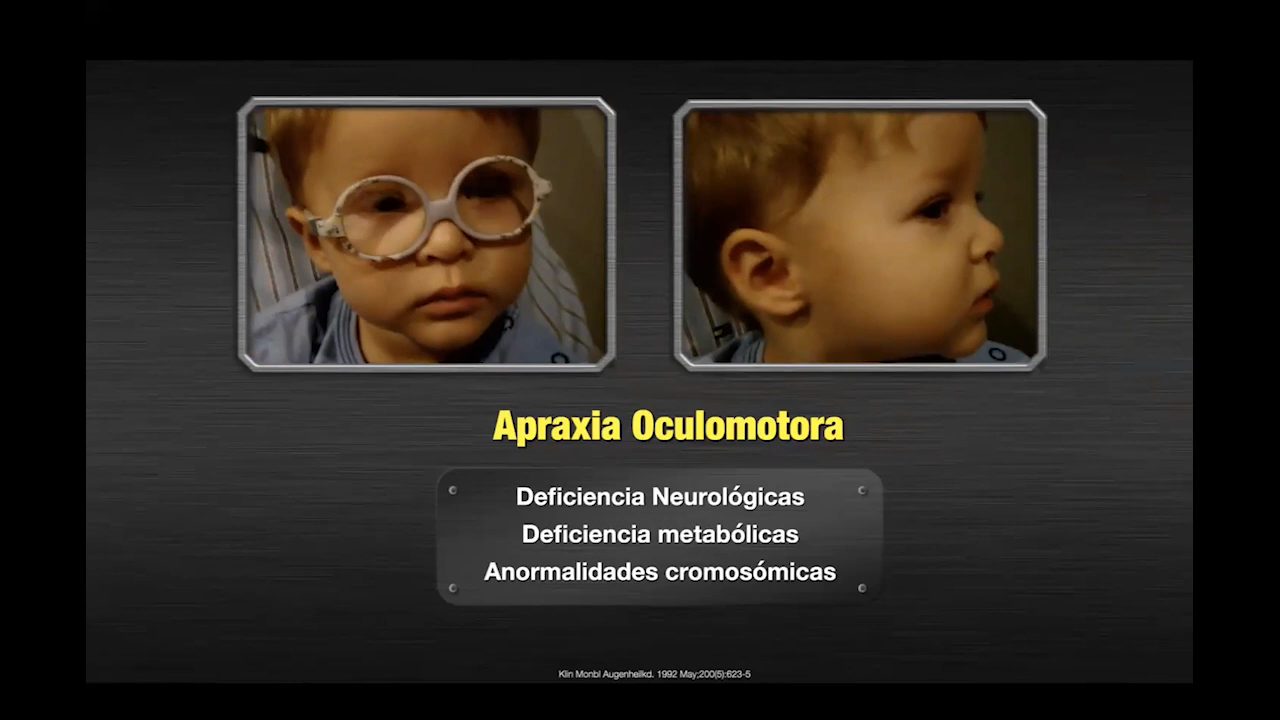 Apraxia Oculomotora
Deficiencia Neurológicas
Deficiencia metabólicas
Anormalidades cromosómicas
Klin Monbl Augenheilkd. 1992 May;200(5):623-5